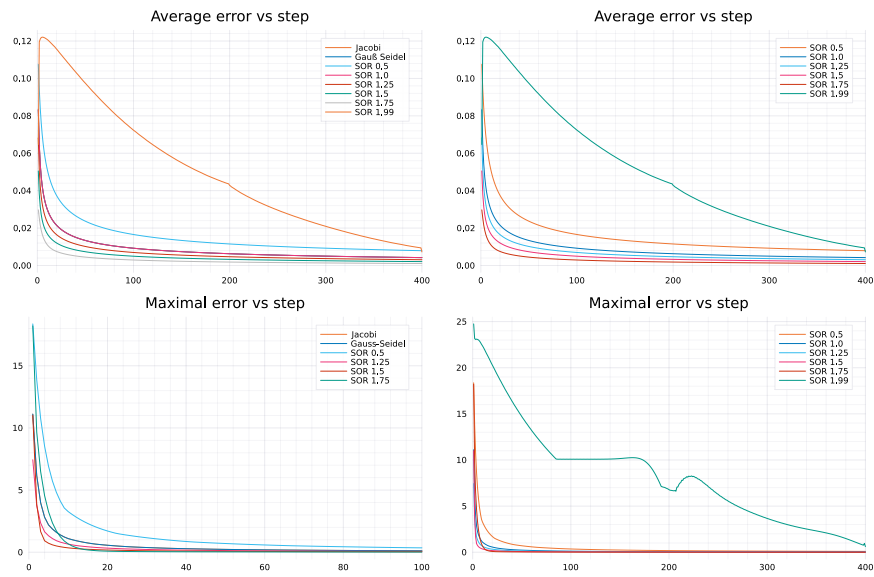 Average error vs step
0,12
0,10
0,08
0,06
0,04
0,02
0,00
0
100
200
300
400
Jacobi
Gauß Seidel
SOR 0,5
SOR 1,0
SOR 1,25
SOR 1,5
SOR 1,75
SOR 1,99
Average error vs step
0,12
0,10
0,08
0,06
0,04
0,02
0,00
0
100
200
300
400
SOR 0,5
SOR 1,0
SOR 1,25
SOR 1,5
SOR 1,75
SOR 1,99
Maximal error vs step
15
10
5
0
0
20
40
60
80
100
Jacobi
Gauss–Seidel
SOR 0,5
SOR 1,25
SOR 1,5
SOR 1,75
Maximal error vs step
25
20
15
10
5
0
0
100
200
300
400
SOR 0,5
SOR 1,0
SOR 1,25
SOR 1,5
SOR 1,75
SOR 1,99